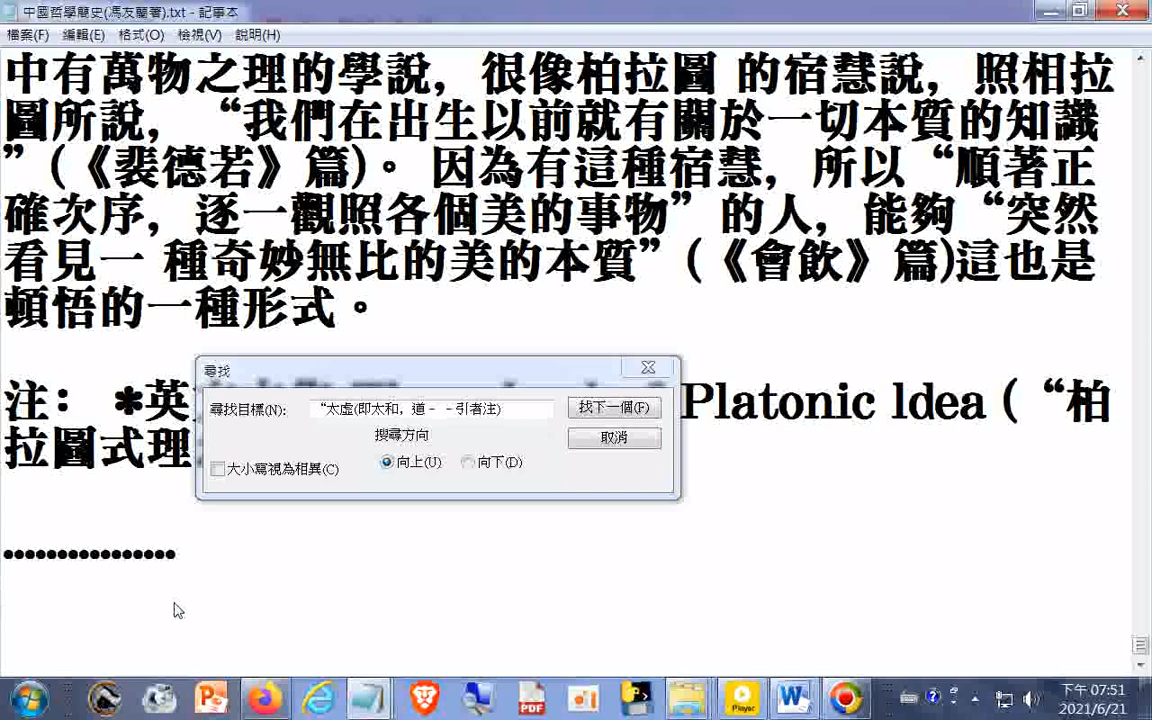 中國哲學簡史(馮友蘭著).txt - 記事本
檔案(F) 編輯(E) 格式(O) 檢視(V) 說明(H)
中有萬物之理的學說，很像柏拉圖 的宿慧說，照相拉
圖所說，“我們在出生以前就有關於一切本質的知識
”(《裴德若》篇)。 因為有這種宿慧，所以“順著正
確次序，逐一觀照各個美的事物”的人，能夠“突然
看見一 種奇妙無比的美的本質”(《會飲》篇)這也是
頓悟的一種形式。
注： *英 Platonic ldea (“柏
拉圖式理
••••••••••••••••
尋找
尋找目標(N): “太虛(即太和，道－－引者注) 找下一個(F)
搜尋方向 取消
大小寫視為相異(C) 向上(U) 向下(D)
PDF Player
下午 07:51
2021/6/21